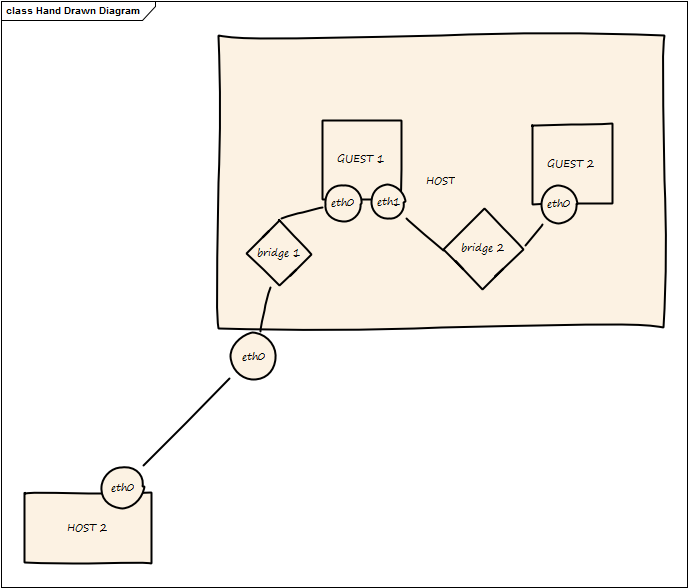 class Hand Drawn Diagram
GUEST 1
GUEST 2
HOST
eth0
eth1
eth0
bridge 1
bridge 2
eth0
eth0
HOST 2